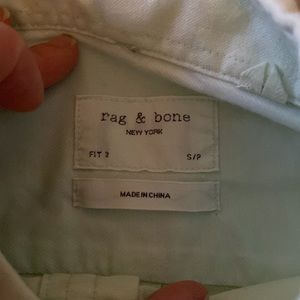 rag & bone
NEW YORK
FIT 2 S/P
MADE IN CHINA